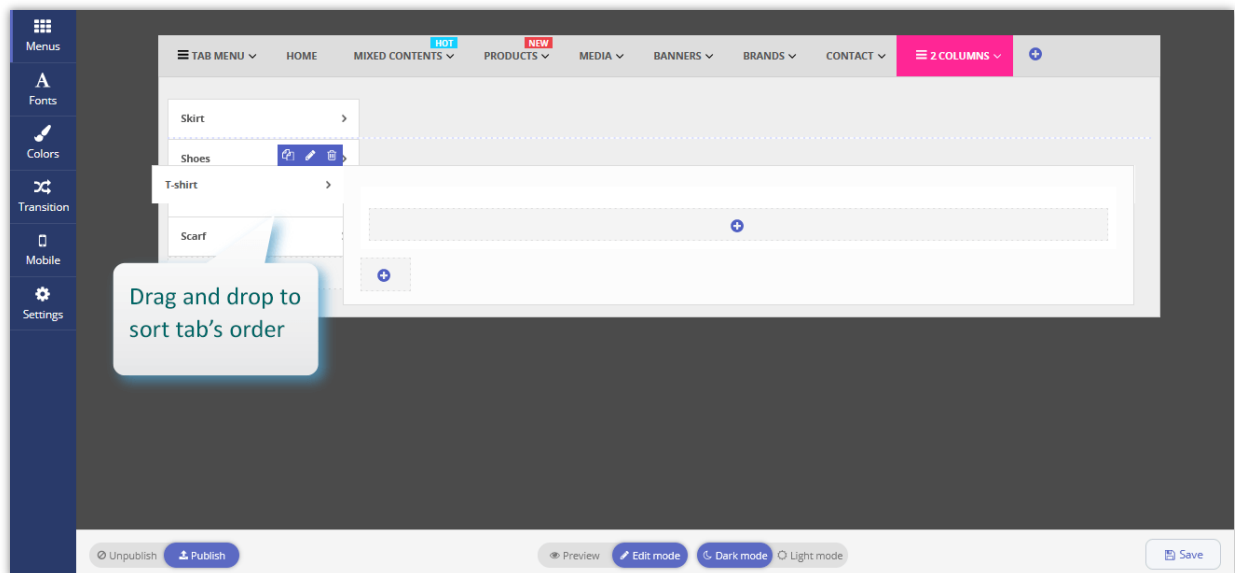 Menus
Fonts
Colors
Transition
Mobile
Settings
HOT
NEW
TAB MENU
HOME
MIXED CONTENTS
PRODUCTS
MEDIA
BANNERS
BRANDS
CONTACT
2 COLUMNS
Skirt
Shoes
T-shirt
Scarf
Drag and drop to
sort tab's order
Unpublish
Publish
Preview
Edit mode
Dark mode
Light mode
Save